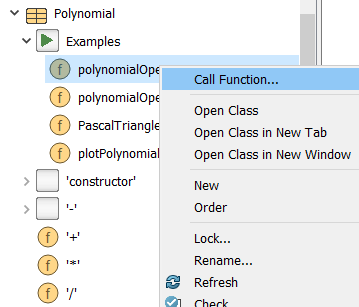 Polynomial
Examples
f polynomialOpe
f polynomialOpe
f PascalTriangle
f plotPolynomial
'constructor'
'-'
f '+'
f '*'
f '/'
Call Function...
Open Class
Open Class in New Tab
Open Class in New Window
New
Order
Lock...
Rename...
Refresh
Check